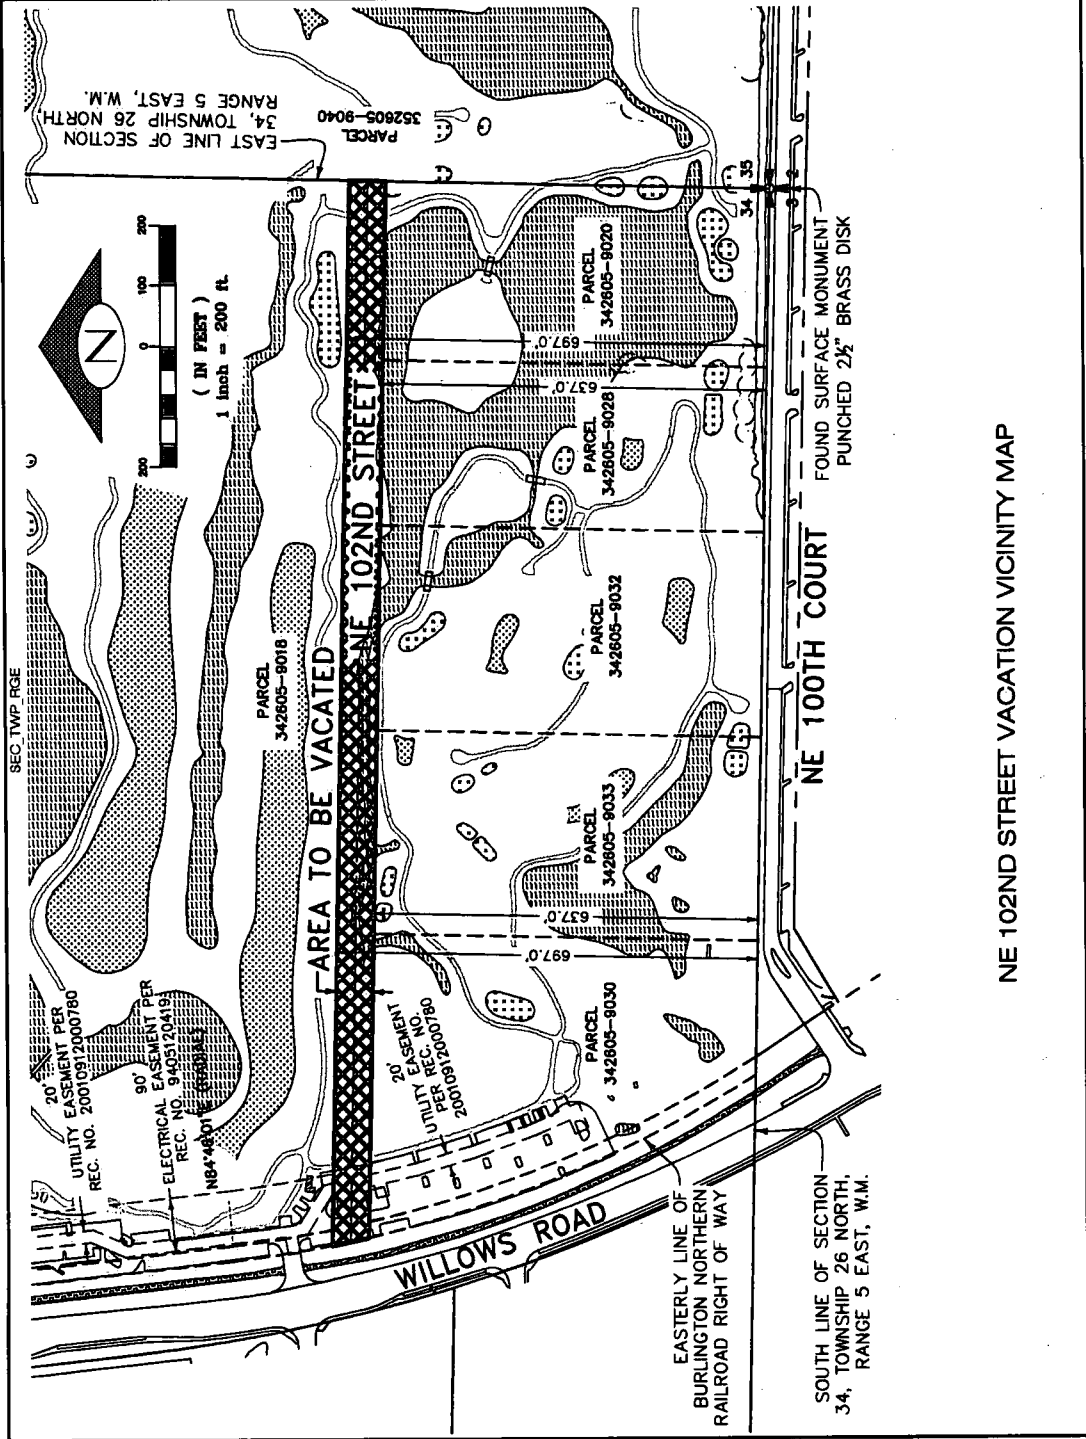 SEC_TWP_RGE
EAST LINE OF SECTION
34, TOWNSHIP 26 NORTH,
RANGE 5 EAST, W.M.
PARCEL
352605-9040
N
200
0
100
200
( IN FEET )
1 inch = 200 ft.
20'
UTILITY EASEMENT PER
REC. NO. 20010912000780
90'
ELECTRICAL EASEMENT PER
REC. NO. 9405120419
N84°46'01"E (RADIAL)
PARCEL
342605-9018
AREA TO BE VACATED
NE 102ND STREET
20'
UTILITY EASEMENT
PER REC. NO.
20010912000780
697.0'
637.0'
697.0'
637.0'
PARCEL
342605-9030
PARCEL
342605-9033
PARCEL
342605-9032
PARCEL
342605-9028
PARCEL
342605-9020
34
35
WILLOWS ROAD
NE 100TH COURT
FOUND SURFACE MONUMENT
PUNCHED 2½" BRASS DISK
EASTERLY LINE OF
BURLINGTON NORTHERN
RAILROAD RIGHT OF WAY
SOUTH LINE OF SECTION
34, TOWNSHIP 26 NORTH,
RANGE 5 EAST, W.M.
NE 102ND STREET VACATION VICINITY MAP